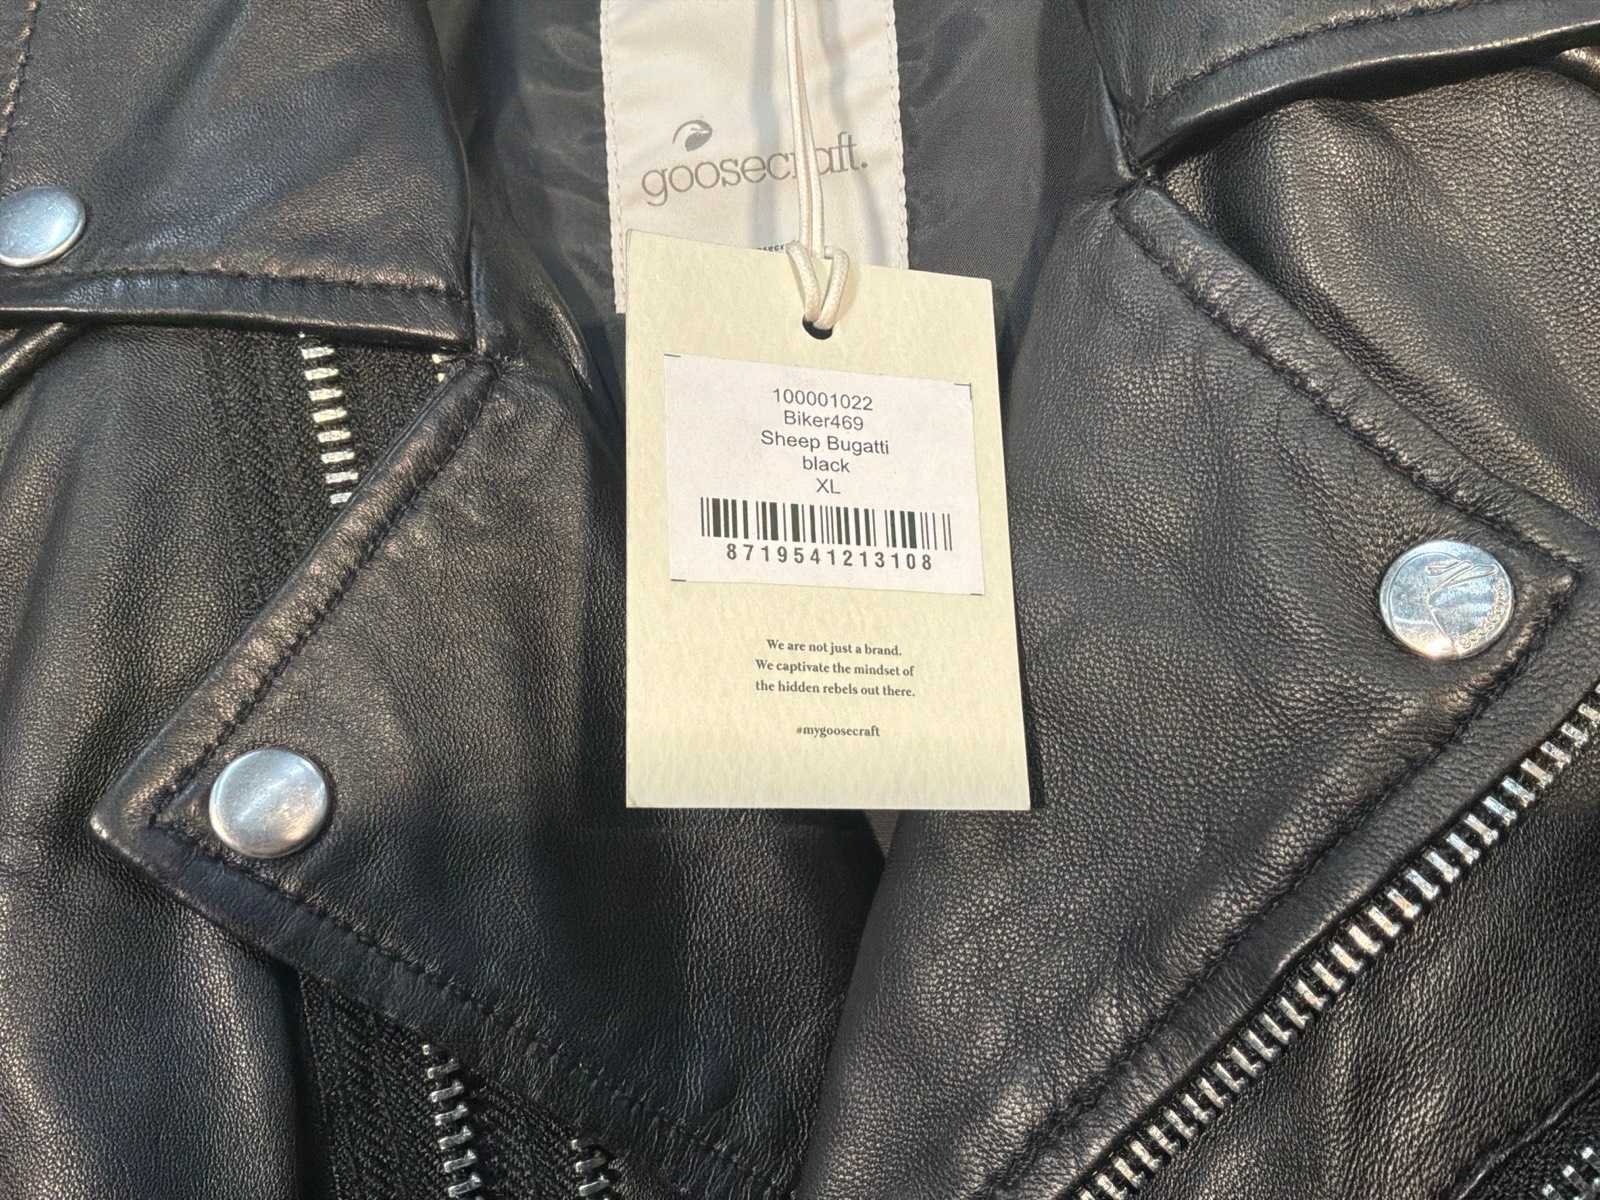 goosecraft.
100001022
Biker469
Sheep Bugatti
black
XL
8719541213108
We are not just a brand.
We captivate the mindset of
the hidden rebels out there.
#mygoosecraft